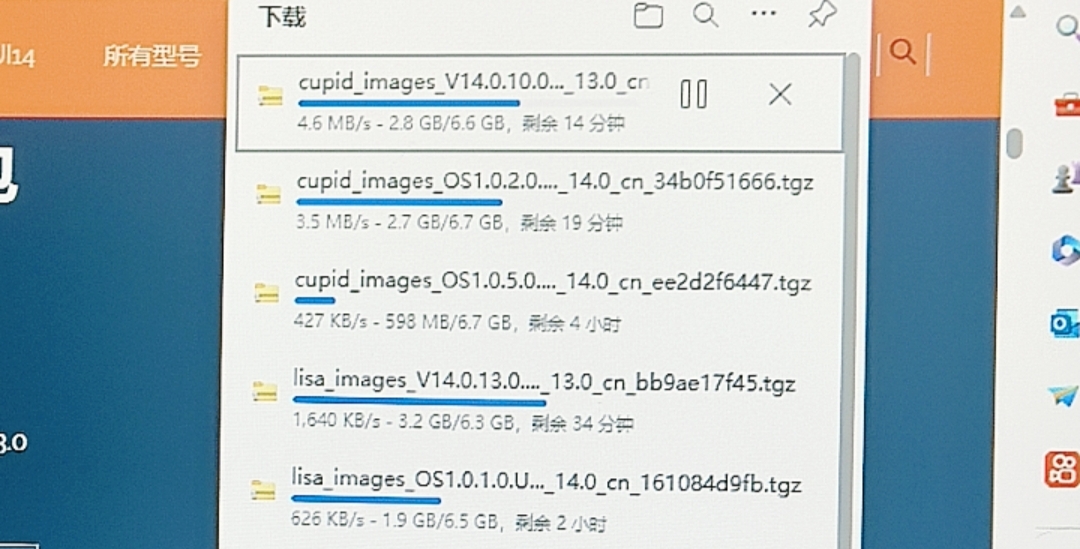 下载
UI14
所有型号
cupid_images_V14.0.10.0..._13.0_cn
4.6 MB/s - 2.8 GB/6.6 GB，剩余 14 分钟
包
cupid_images_OS1.0.2.0...._14.0_cn_34b0f51666.tgz
3.5 MB/s - 2.7 GB/6.7 GB，剩余 19 分钟
cupid_images_OS1.0.5.0...._14.0_cn_ee2d2f6447.tgz
427 KB/s - 598 MB/6.7 GB，剩余 4 小时
lisa_images_V14.0.13.0...._13.0_cn_bb9ae17f45.tgz
1,640 KB/s - 3.2 GB/6.3 GB，剩余 34 分钟
3.0
lisa_images_OS1.0.1.0.U..._14.0_cn_161084d9fb.tgz
626 KB/s - 1.9 GB/6.5 GB，剩余 2 小时